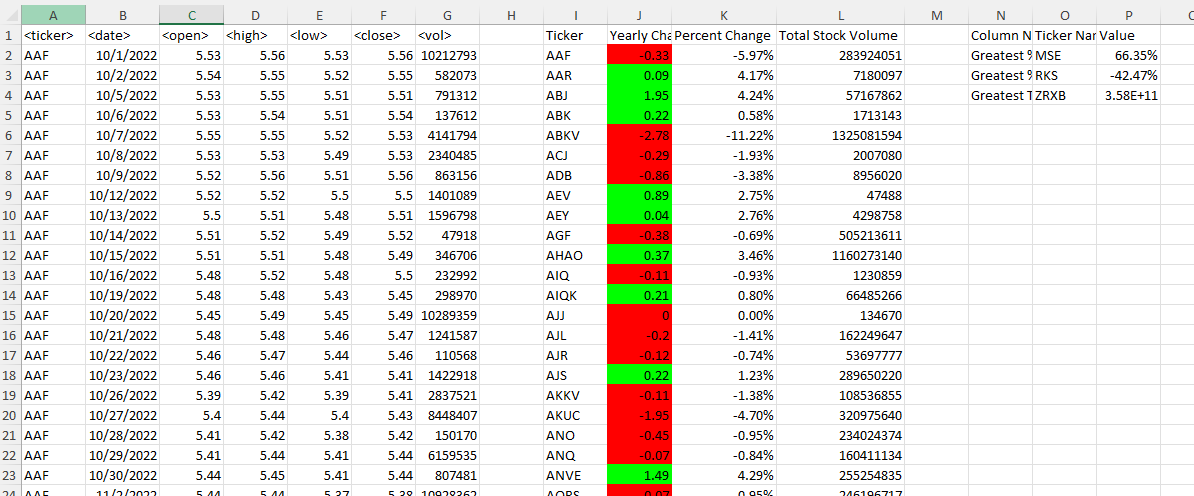 A B C D E F G H I J K L M N O P
1 <ticker> <date> <open> <high> <low> <close> <vol> Ticker Yearly Cha Percent Change Total Stock Volume Column N Ticker Nar Value
2 AAF 10/1/2022 5.53 5.56 5.53 5.56 10212793 AAF -0.33 -5.97% 283924051 Greatest % MSE 66.35%
3 AAF 10/2/2022 5.54 5.55 5.55 5.55 582073 AAR 0.09 4.17% 7180097 Greatest % RKS -42.47%
4 AAF 10/5/2022 5.53 5.55 5.51 5.51 791312 ABJ 1.95 4.24% 57167862 Greatest T ZRXB 3.58E+11
5 AAF 10/6/2022 5.53 5.54 5.51 5.54 137612 ABK 0.22 0.58% 1713143
6 AAF 10/7/2022 5.55 5.55 5.52 5.53 4141794 ABKV -2.78 -11.22% 1325081594
7 AAF 10/8/2022 5.53 5.53 5.49 5.53 2340485 ACJ -0.29 -1.93% 2007080
8 AAF 10/9/2022 5.52 5.56 5.51 5.56 863156 ADB -0.86 -3.38% 8956020
9 AAF 10/12/2022 5.52 5.52 5.5 5.5 1401089 AEV 0.89 2.75% 47488
10 AAF 10/13/2022 5.5 5.51 5.48 5.51 1596798 AEY 0.04 2.76% 4298758
11 AAF 10/14/2022 5.51 5.52 5.49 5.52 47918 AGF -0.38 -0.69% 505213611
12 AAF 10/15/2022 5.51 5.51 5.48 5.49 346706 AHAO 0.37 3.46% 1160273140
13 AAF 10/16/2022 5.48 5.52 5.48 5.5 232992 AIQ -0.11 -0.93% 1230859
14 AAF 10/19/2022 5.48 5.48 5.43 5.45 298970 AIQK 0.21 0.80% 66485266
15 AAF 10/20/2022 5.45 5.49 5.45 5.49 10289359 AJJ 0 0.00% 134670
16 AAF 10/21/2022 5.48 5.48 5.46 5.47 1241587 AJL -0.2 -1.41% 162249647
17 AAF 10/22/2022 5.46 5.47 5.44 5.46 110568 AJR -0.12 -0.74% 53697777
18 AAF 10/23/2022 5.46 5.46 5.41 5.41 1422918 AJS 0.22 1.23% 289650220
19 AAF 10/26/2022 5.39 5.42 5.39 5.41 2837521 AKKV -0.11 -1.38% 108536855
20 AAF 10/27/2022 5.4 5.44 5.4 5.43 8448407 AKUC -1.95 -4.70% 320975640
21 AAF 10/28/2022 5.41 5.42 5.38 5.42 150170 ANO -0.45 -0.95% 234024374
22 AAF 10/29/2022 5.41 5.44 5.41 5.44 6159535 ANQ -0.07 -0.84% 160411134
23 AAF 10/30/2022 5.44 5.45 5.41 5.44 807481 ANVE 1.49 4.29% 255254835
24 AAF 11/2/2022 5.44 5.44 5.37 5.38 10928362